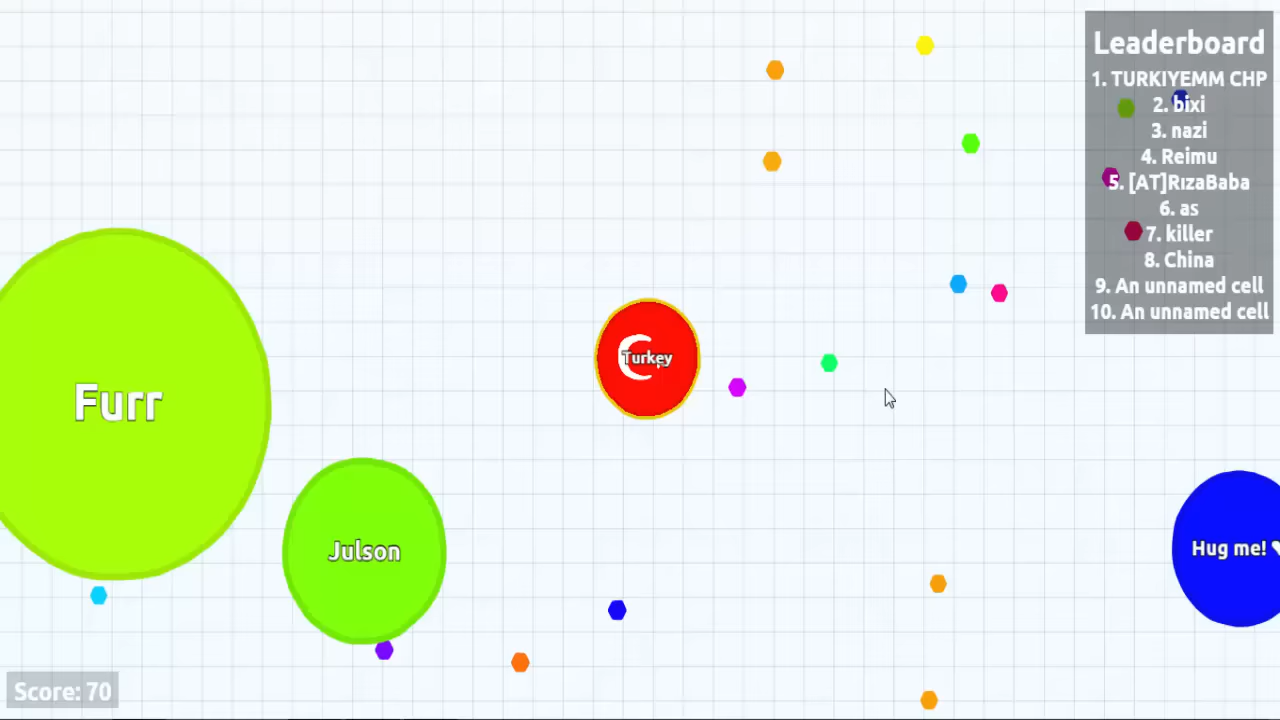 Leaderboard
1. TURKIYEMM CHP
2. bixi
3. nazi
4. Reimu
5. [AT]RızaBaba
6. as
7. killer
8. China
9. An unnamed cell
10. An unnamed cell
Turkey
Furr
Julson
Hug me! ♥
Score: 70